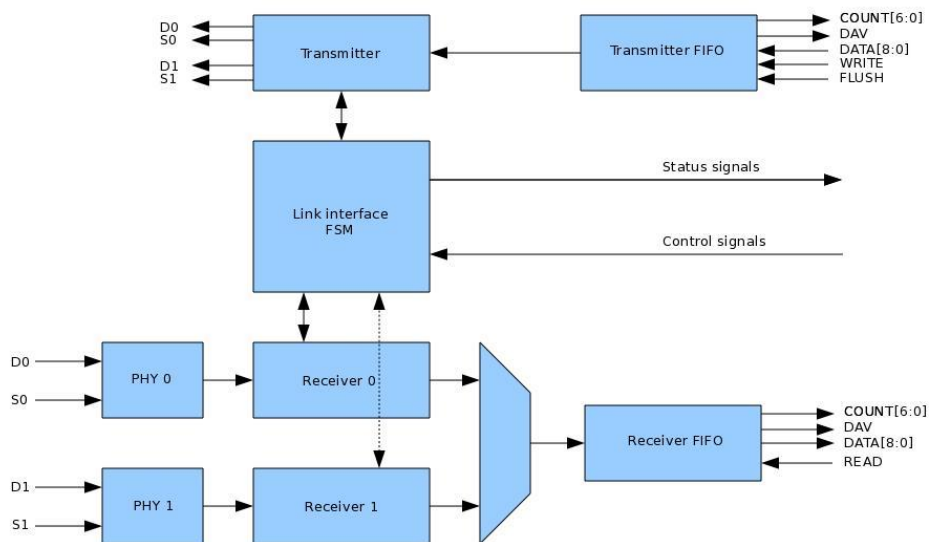 D0
S0
D1
S1
Transmitter
Transmitter FIFO
COUNT[6:0]
DAV
DATA[8:0]
WRITE
FLUSH
Link interface
FSM
Status signals
Control signals
D0
S0
PHY 0
Receiver 0
D1
S1
PHY 1
Receiver 1
Receiver FIFO
COUNT[6:0]
DAV
DATA[8:0]
READ